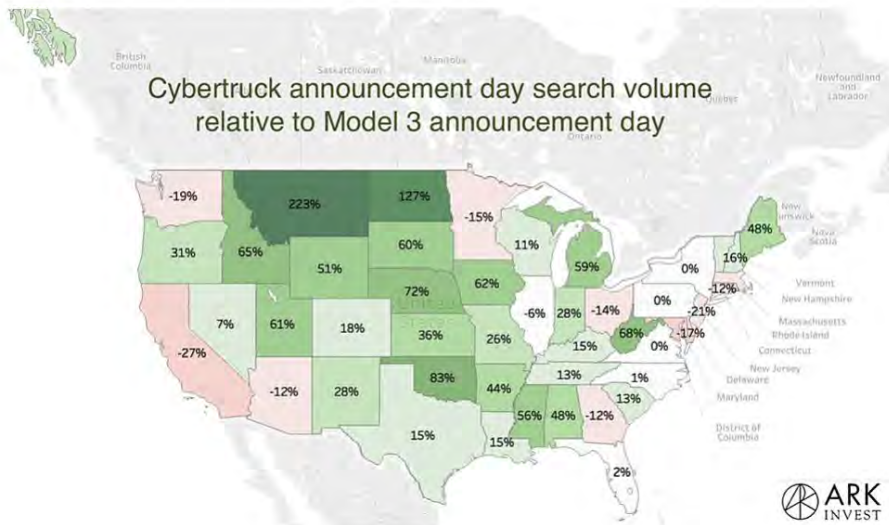 British
Columbia
Saskatchewan
Manitoba
Cybertruck announcement day search volume
relative to Model 3 announcement day
Newfoundland
and
Labrador
Quebec
Ontario
-19%
223%
127%
-15%
11%
48%
Nova
Scotia
31%
65%
51%
60%
59%
16%
0%
-12%
Vermont
New Hampshire
Massachusetts
Rhode Island
Connecticut
New Jersey
Delaware
Maryland
District of
Columbia
72%
62%
7%
61%
18%
-6%
28%
-14%
0%
-21%
-17%
68%
0%
-27%
36%
26%
15%
-12%
28%
83%
44%
13%
1%
13%
15%
15%
56%
48%
-12%
2%
ARK
INVEST